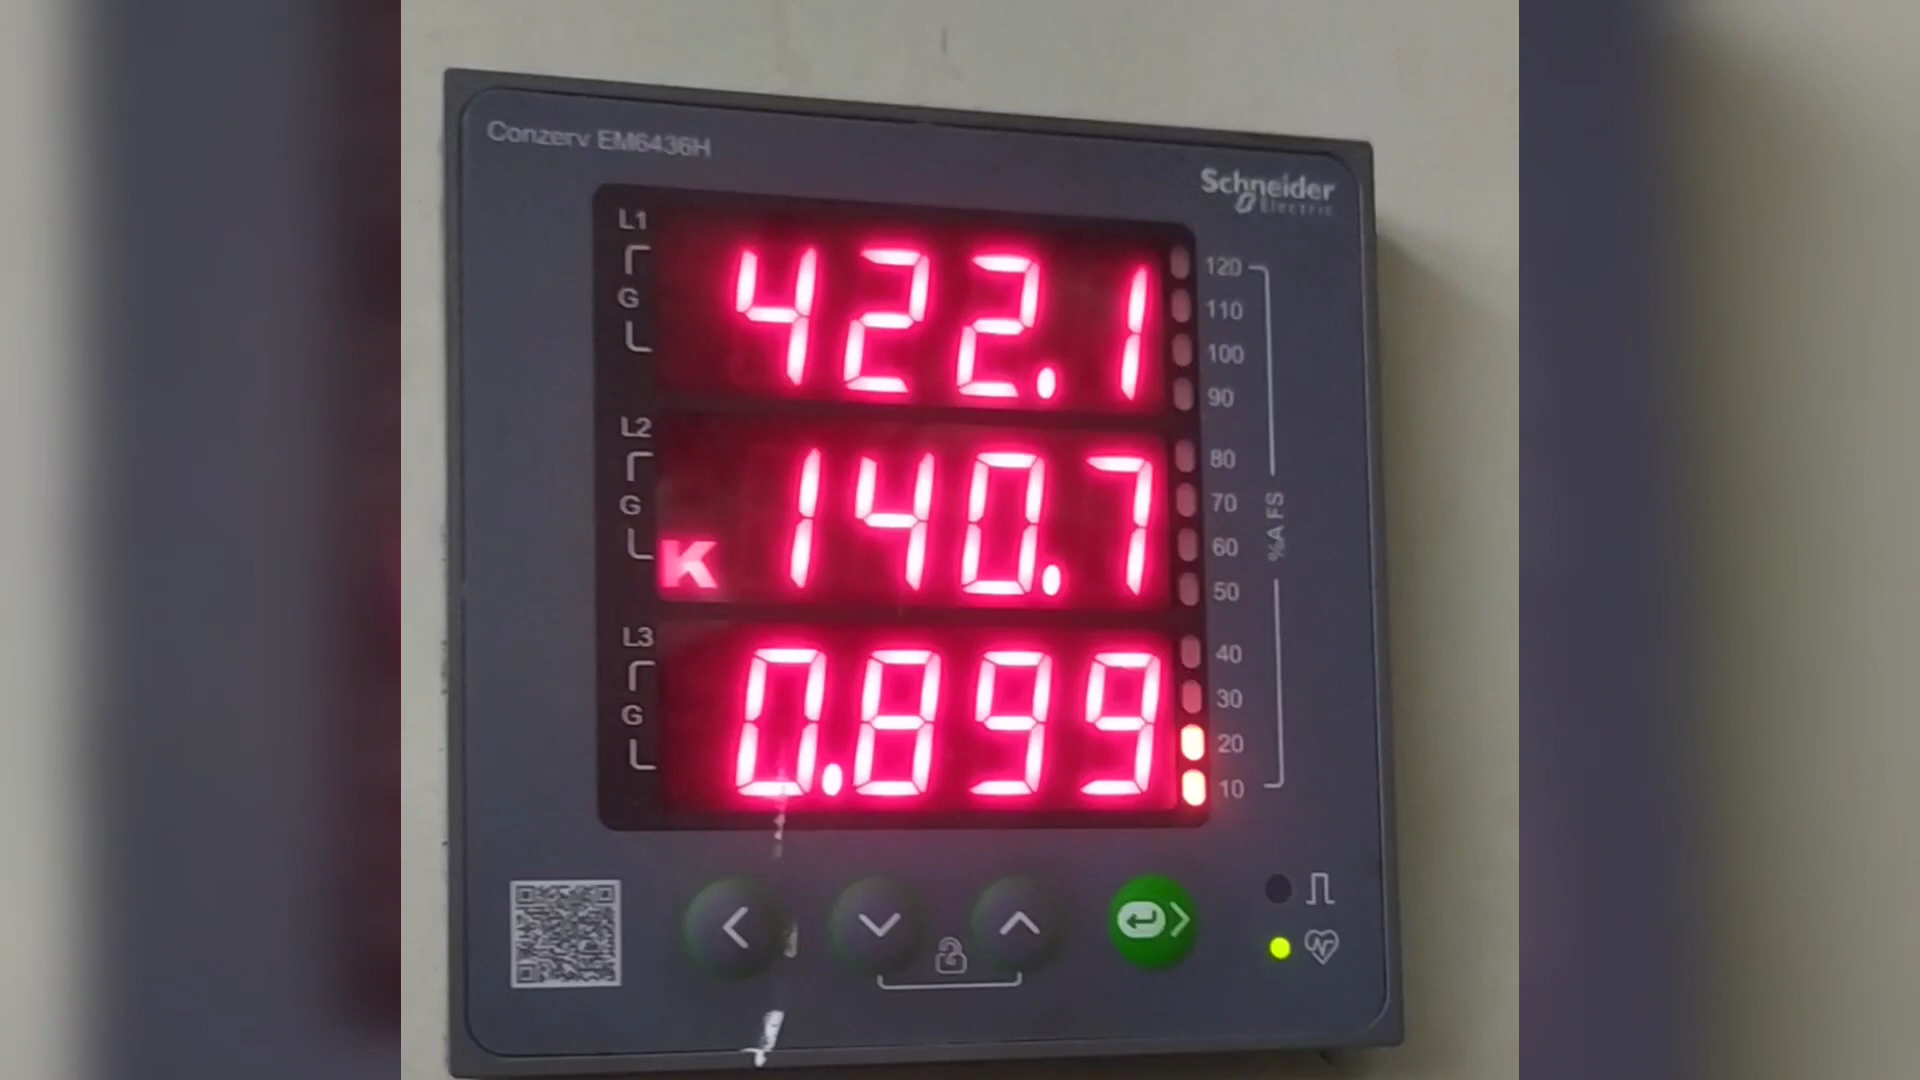 Conzerv EM6436H
Schneider
Electric
L1
G
422.1
L2
G
K 140.7
L3
G
0.899
120
110
100
90
80
70
60
50
40
30
20
10
%A FS